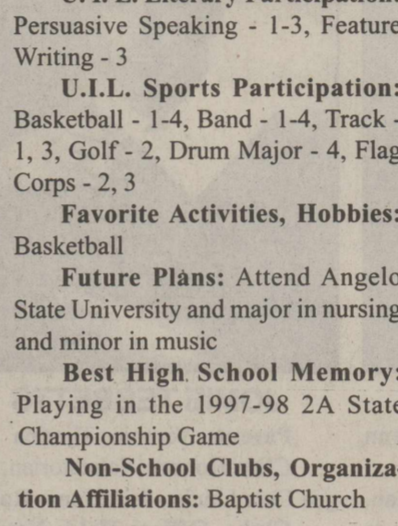 U. I. L. Literary Participation:
Persuasive Speaking - 1-3, Feature
Writing - 3
U.I.L. Sports Participation:
Basketball - 1-4, Band - 1-4, Track -
1, 3, Golf - 2, Drum Major - 4, Flag
Corps - 2, 3
Favorite Activities, Hobbies:
Basketball
Future Plans: Attend Angelo
State University and major in nursing
and minor in music
Best High School Memory:
Playing in the 1997-98 2A State
Championship Game
Non-School Clubs, Organiza-
tion Affiliations: Baptist Church